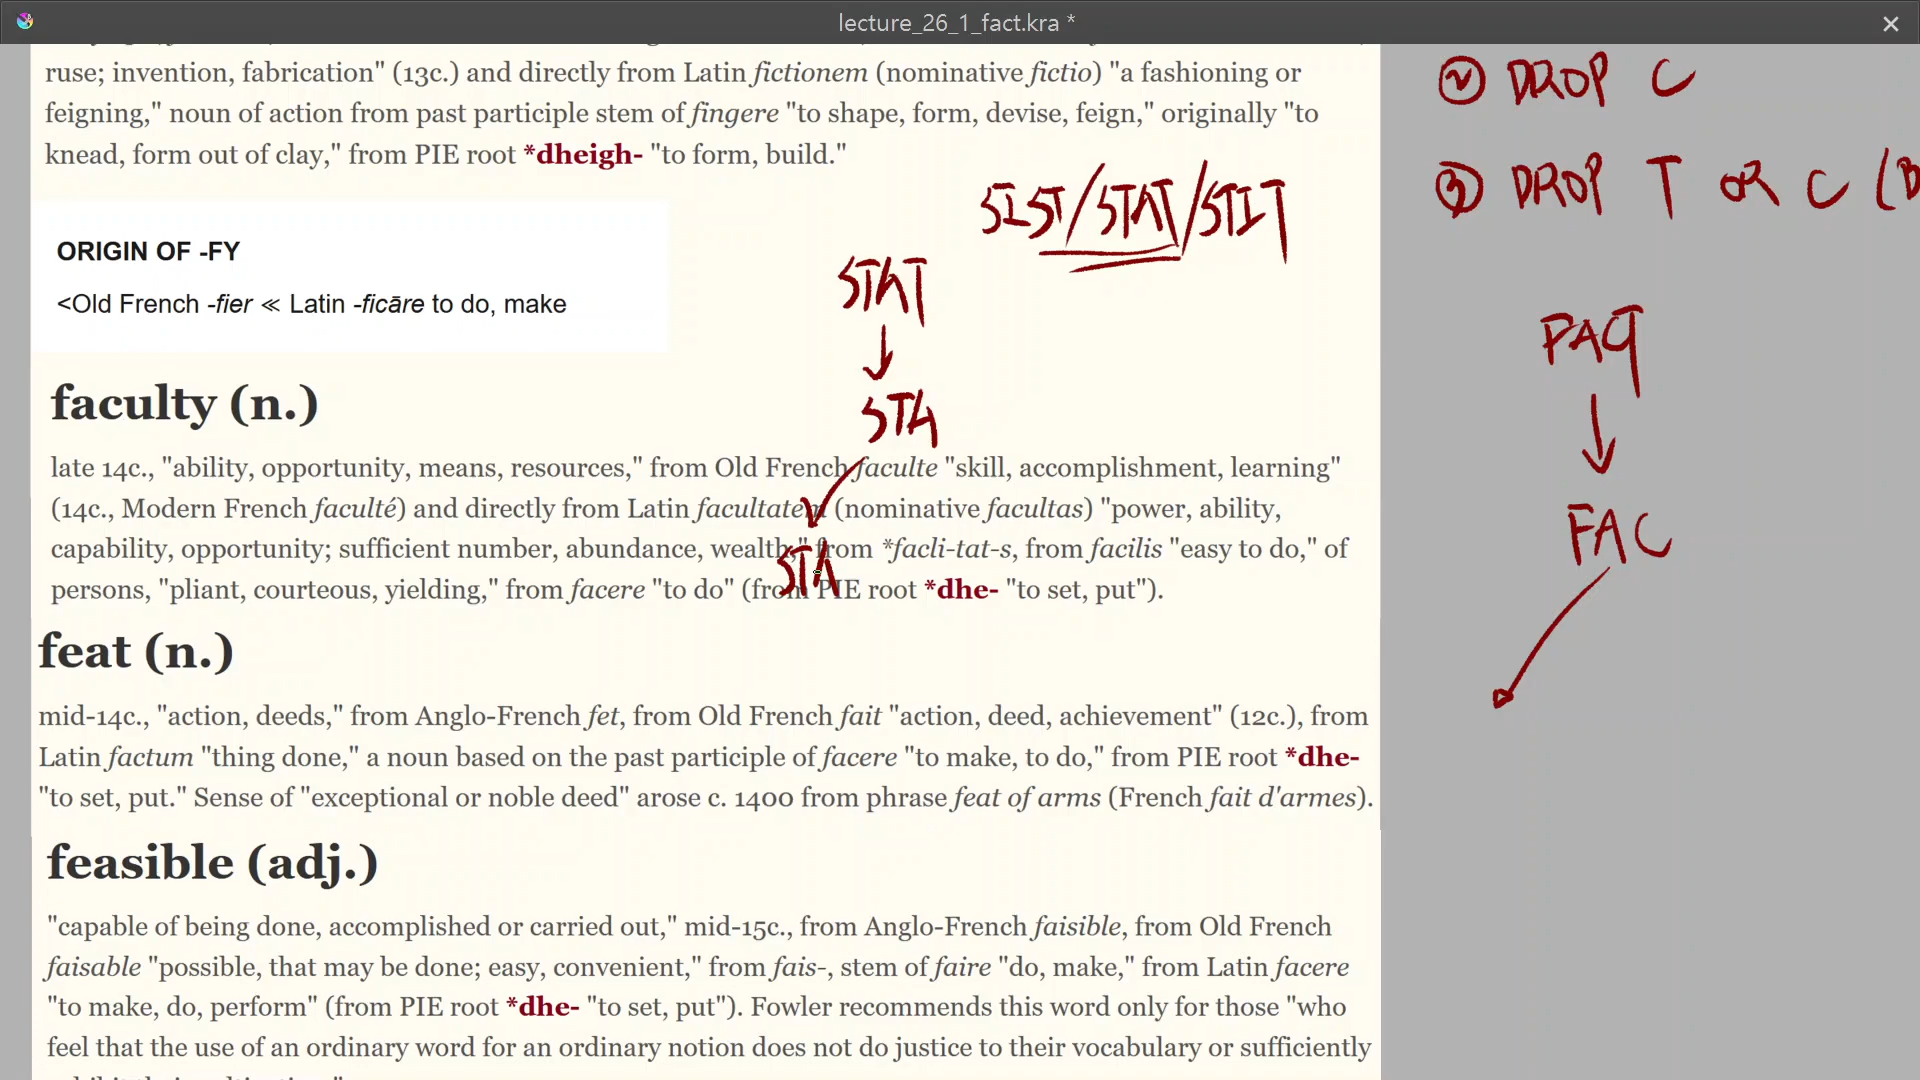 lecture_26_1_fact.kra *
ruse; invention, fabrication" (13c.) and directly from Latin fictionem (nominative fictio) "a fashioning or
feigning," noun of action from past participle stem of fingere "to shape, form, devise, feign," originally "to
knead, form out of clay," from PIE root *dheigh- "to form, build."
ORIGIN OF -FY
<Old French -fier ≪ Latin -ficāre to do, make
SIST/STAT/STIT
STAT
STA
STA
faculty (n.)
late 14c., "ability, opportunity, means, resources," from Old French faculte "skill, accomplishment, learning"
(14c., Modern French faculté) and directly from Latin facultatem (nominative facultas) "power, ability,
capability, opportunity; sufficient number, abundance, wealth," from *facli-tat-s, from facilis "easy to do," of
persons, "pliant, courteous, yielding," from facere "to do" (from PIE root *dhe- "to set, put").
feat (n.)
mid-14c., "action, deeds," from Anglo-French fet, from Old French fait "action, deed, achievement" (12c.), from
Latin factum "thing done," a noun based on the past participle of facere "to make, to do," from PIE root *dhe-
"to set, put." Sense of "exceptional or noble deed" arose c. 1400 from phrase feat of arms (French fait d'armes).
feasible (adj.)
"capable of being done, accomplished or carried out," mid-15c., from Anglo-French faisible, from Old French
faisable "possible, that may be done; easy, convenient," from fais-, stem of faire "do, make," from Latin facere
"to make, do, perform" (from PIE root *dhe- "to set, put"). Fowler recommends this word only for those "who
feel that the use of an ordinary word for an ordinary notion does not do justice to their vocabulary or sufficiently
② DROP C
③ DROP T OR C (B
FACT
FAC